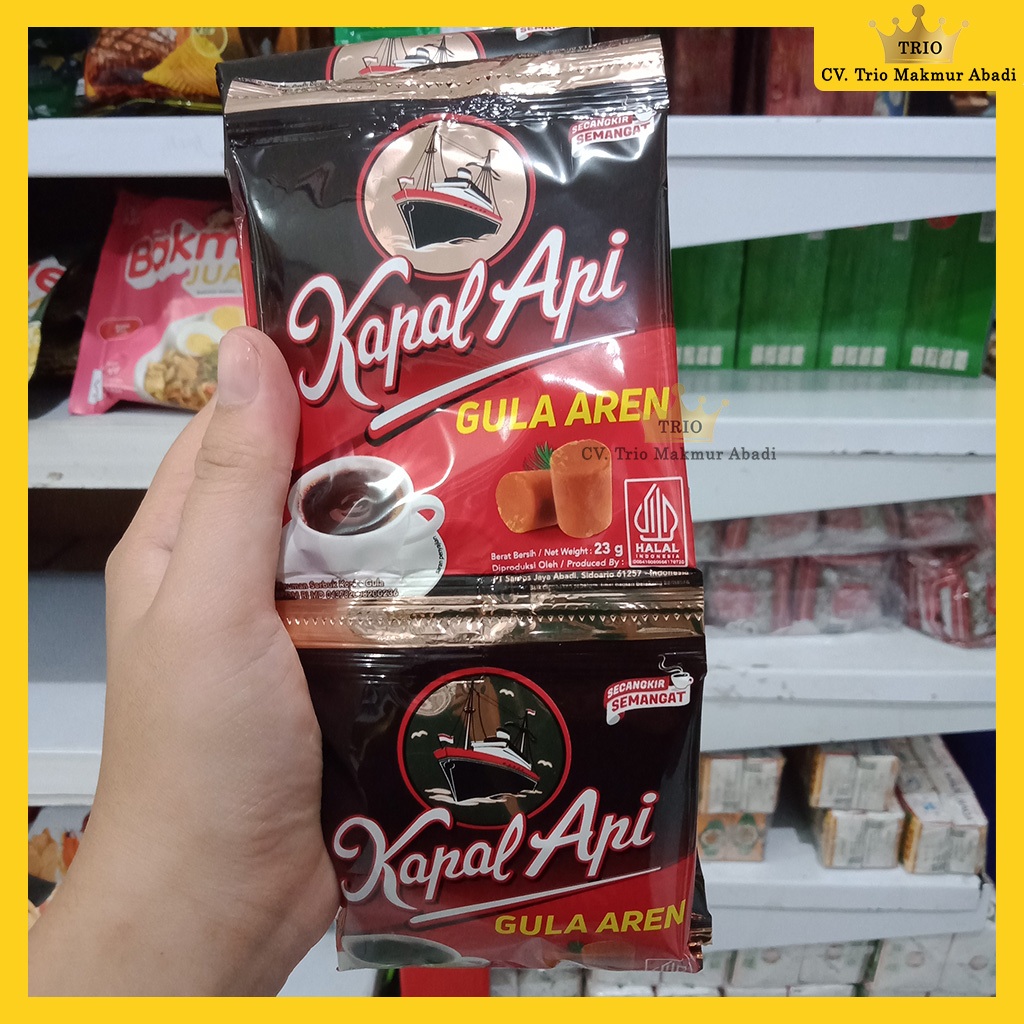 TRIO
CV. Trio Makmur Abadi
SECANGKIR
SEMANGAT
Kapal Api
GULA AREN
TRIO
CV. Trio Makmur Abadi
HALAL
INDONESIA
Berat Bersih / Net Weight : 23 g
Diproduksi Oleh / Produced By :
PT Santos Jaya Abadi, Sidoarjo 61257 - Indonesia
SECANGKIR
SEMANGAT
Kapal Api
GULA AREN
Bakm
JUA